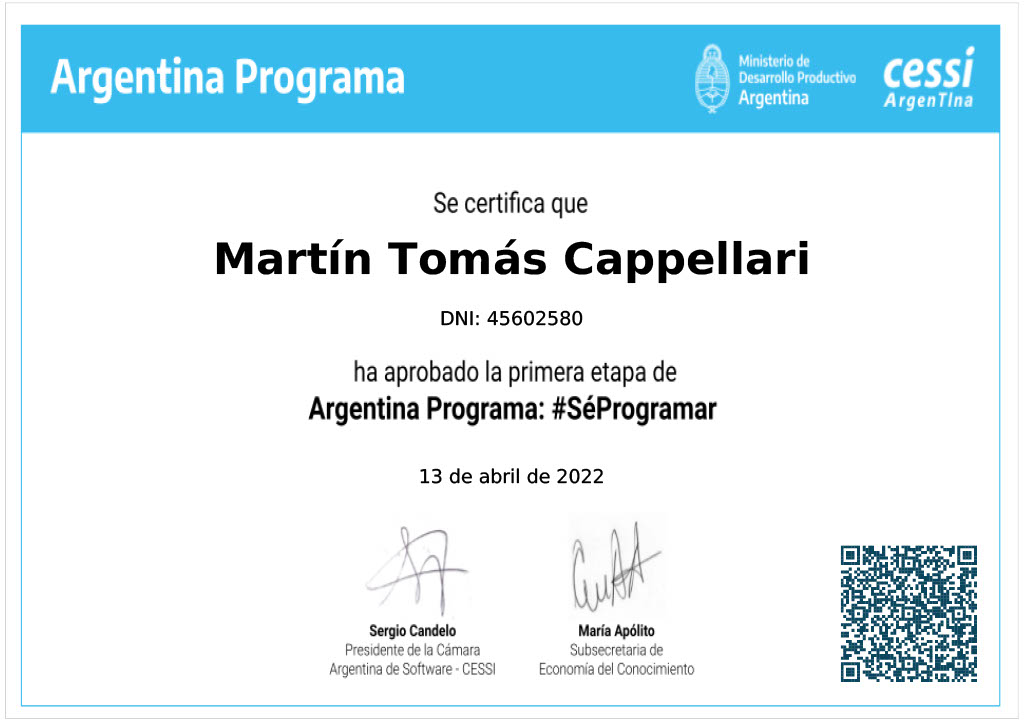 Argentina Programa
Ministerio de
Desarrollo Productivo
Argentina
cessi
ArgenTIna
Se certifica que
Martín Tomás Cappellari
DNI: 45602580
ha aprobado la primera etapa de
Argentina Programa: #SéProgramar
13 de abril de 2022
Sergio Candelo
Presidente de la Cámara
Argentina de Software - CESSI
María Apólito
Subsecretaria de
Economía del Conocimiento